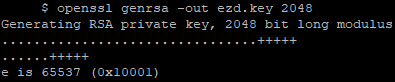 $ openssl genrsa -out ezd.key 2048
Generating RSA private key, 2048 bit long modulus
................................+++++
......+++++
e is 65537 (0x10001)